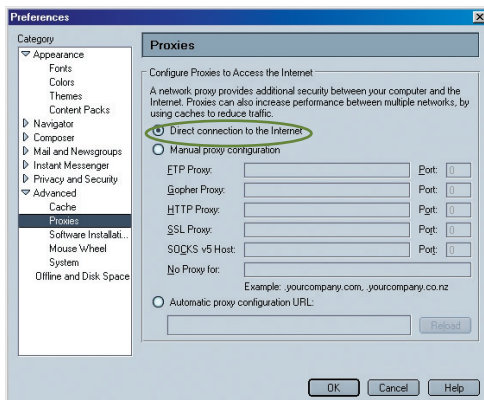 Preferences
Category
Appearance
Fonts
Colors
Themes
Content Packs
Navigator
Composer
Mail and Newsgroups
Instant Messenger
Privacy and Security
Advanced
Cache
Proxies
Software Installati...
Mouse Wheel
System
Offline and Disk Space
Proxies
Configure Proxies to Access the Internet
A network proxy provides additional security between your computer and the
Internet. Proxies can also increase performance between multiple networks, by
using caches to reduce traffic.
Direct connection to the Internet
Manual proxy configuration
FTP Proxy: Port: 0
Gopher Proxy: Port: 0
HTTP Proxy: Port: 0
SSL Proxy: Port: 0
SOCKS v5 Host: Port: 0
No Proxy for:
Example: .yourcompany.com, .yourcompany.co.nz
Automatic proxy configuration URL:
Reload
OK Cancel Help